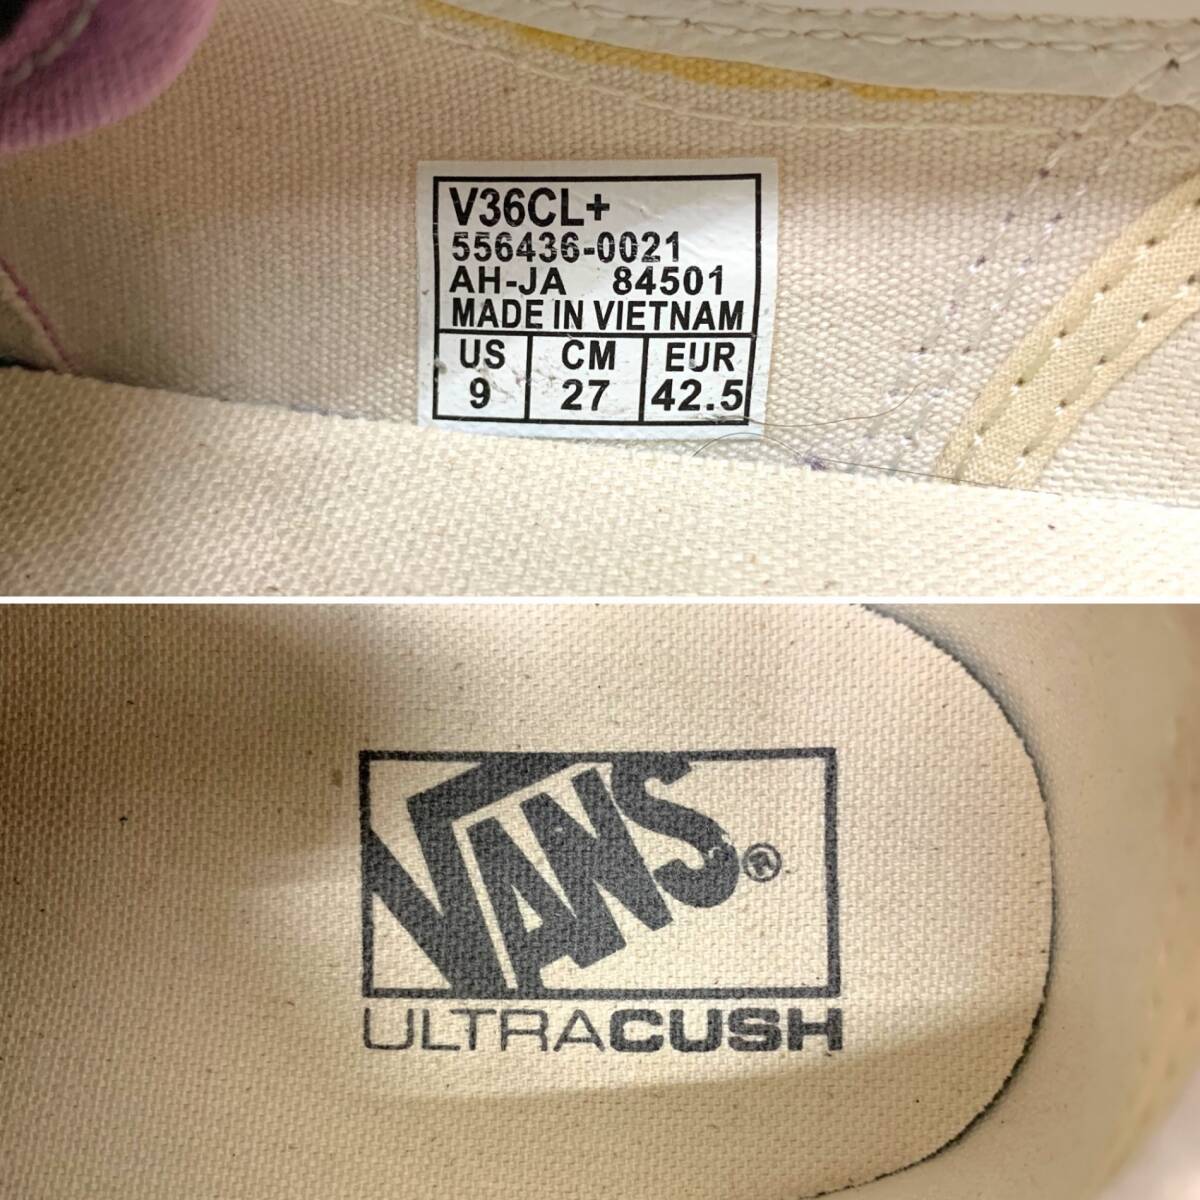 V36CL+
556436-0021
AH-JA 84501
MADE IN VIETNAM
US CM EUR
9 27 42.5
VANS®
ULTRACUSH